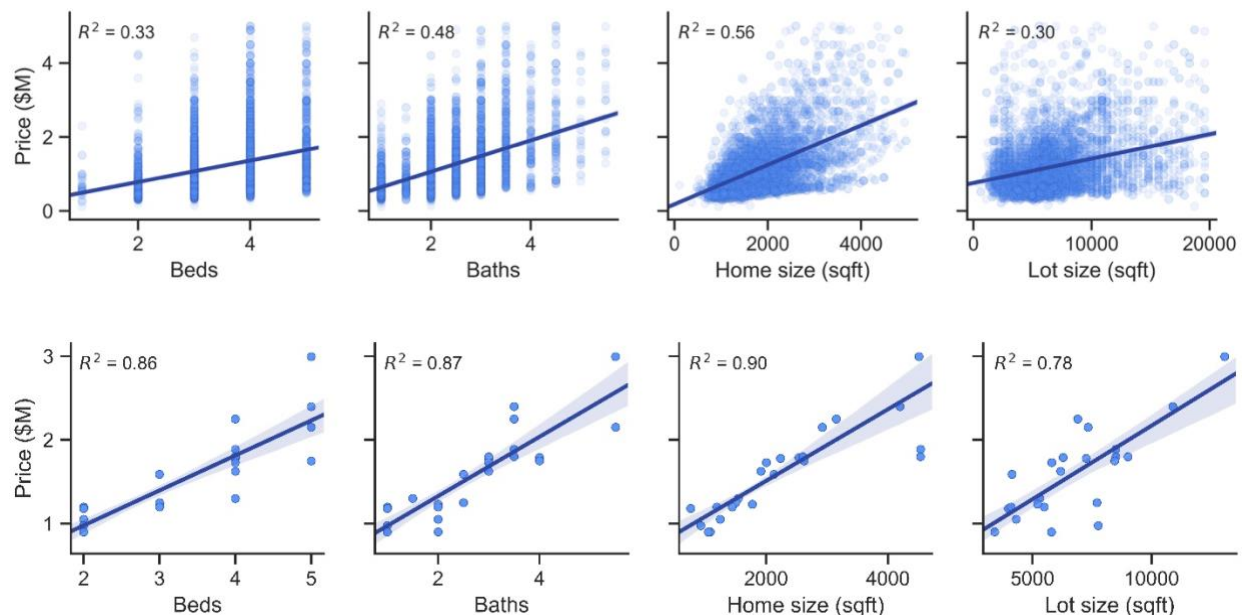 R² = 0.33
R² = 0.48
R² = 0.56
R² = 0.30
Price ($M)
4
2
0
2 4
2 4
0 2000 4000
0 10000 20000
Beds
Baths
Home size (sqft)
Lot size (sqft)
R² = 0.86
R² = 0.87
R² = 0.90
R² = 0.78
Price ($M)
3
2
1
2 3 4 5
2 4
2000 4000
5000 10000
Beds
Baths
Home size (sqft)
Lot size (sqft)